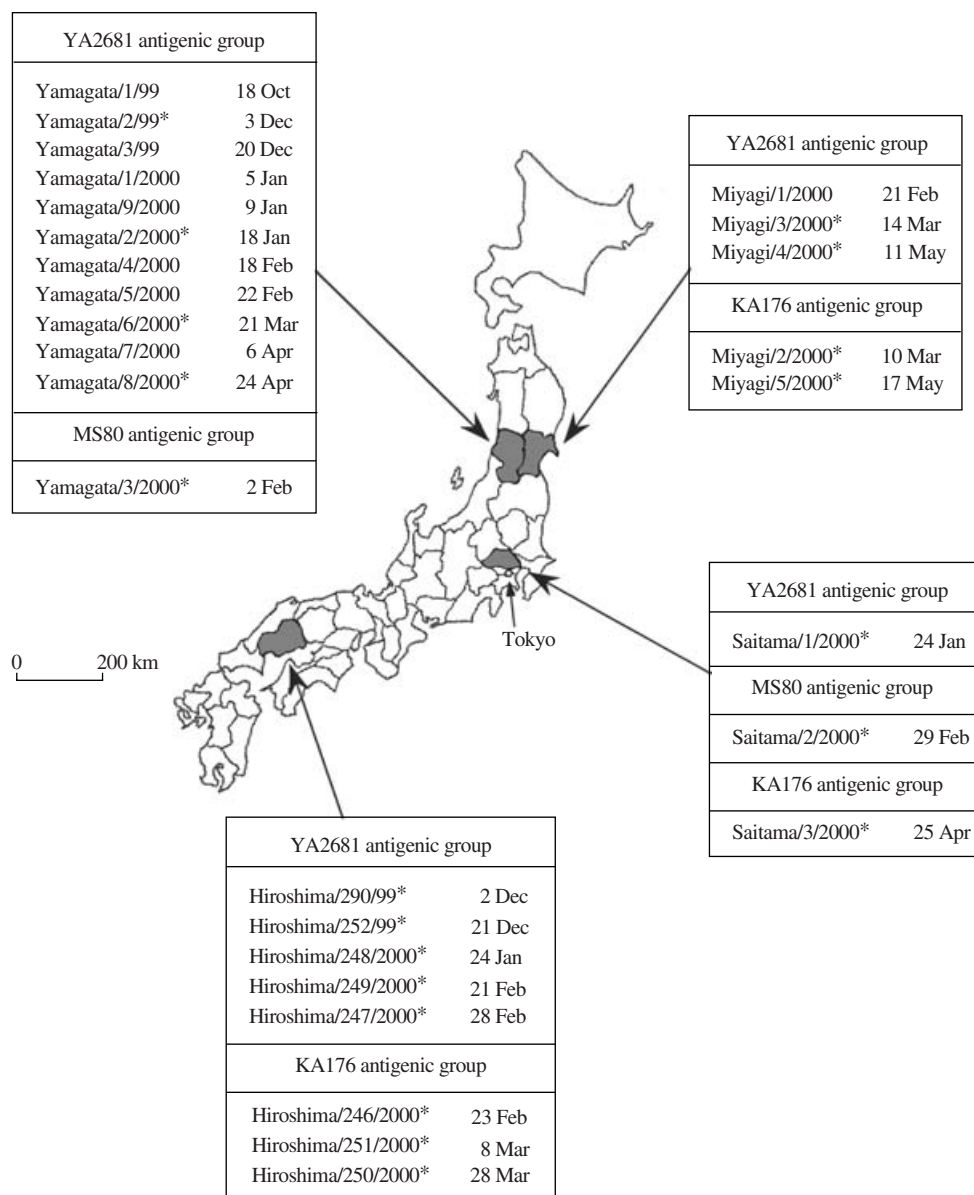 YA2681 antigenic group
Yamagata/1/99 18 Oct
Yamagata/2/99* 3 Dec
Yamagata/3/99 20 Dec
Yamagata/1/2000 5 Jan
Yamagata/9/2000 9 Jan
Yamagata/2/2000* 18 Jan
Yamagata/4/2000 18 Feb
Yamagata/5/2000 22 Feb
Yamagata/6/2000* 21 Mar
Yamagata/7/2000 6 Apr
Yamagata/8/2000* 24 Apr
MS80 antigenic group
Yamagata/3/2000* 2 Feb
YA2681 antigenic group
Miyagi/1/2000 21 Feb
Miyagi/3/2000* 14 Mar
Miyagi/4/2000* 11 May
KA176 antigenic group
Miyagi/2/2000* 10 Mar
Miyagi/5/2000* 17 May
Tokyo
0 200 km
YA2681 antigenic group
Saitama/1/2000* 24 Jan
MS80 antigenic group
Saitama/2/2000* 29 Feb
KA176 antigenic group
Saitama/3/2000* 25 Apr
YA2681 antigenic group
Hiroshima/290/99* 2 Dec
Hiroshima/252/99* 21 Dec
Hiroshima/248/2000* 24 Jan
Hiroshima/249/2000* 21 Feb
Hiroshima/247/2000* 28 Feb
KA176 antigenic group
Hiroshima/246/2000* 23 Feb
Hiroshima/251/2000* 8 Mar
Hiroshima/250/2000* 28 Mar